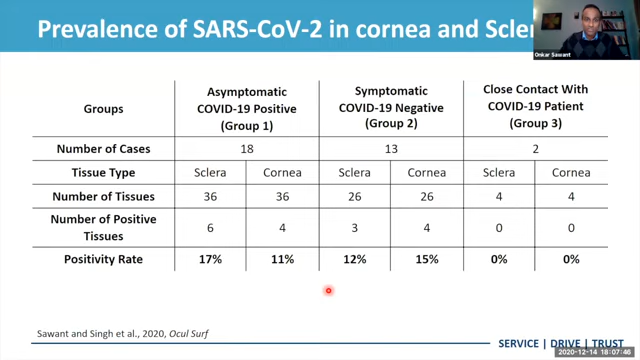 Prevalence of SARS-CoV-2 in cornea and Scler
Onkar Sawant
Groups
Asymptomatic
COVID-19 Positive
(Group 1)
Symptomatic
COVID-19 Negative
(Group 2)
Close Contact With
COVID-19 Patient
(Group 3)
Number of Cases
18
13
2
Tissue Type
Sclera
Cornea
Sclera
Cornea
Sclera
Cornea
Number of Tissues
36
36
26
26
4
4
Number of Positive
Tissues
6
4
3
4
0
0
Positivity Rate
17%
11%
12%
15%
0%
0%
Sawant and Singh et al., 2020, Ocul Surf
SERVICE | DRIVE | TRUST
2020-12-14 18:07:46